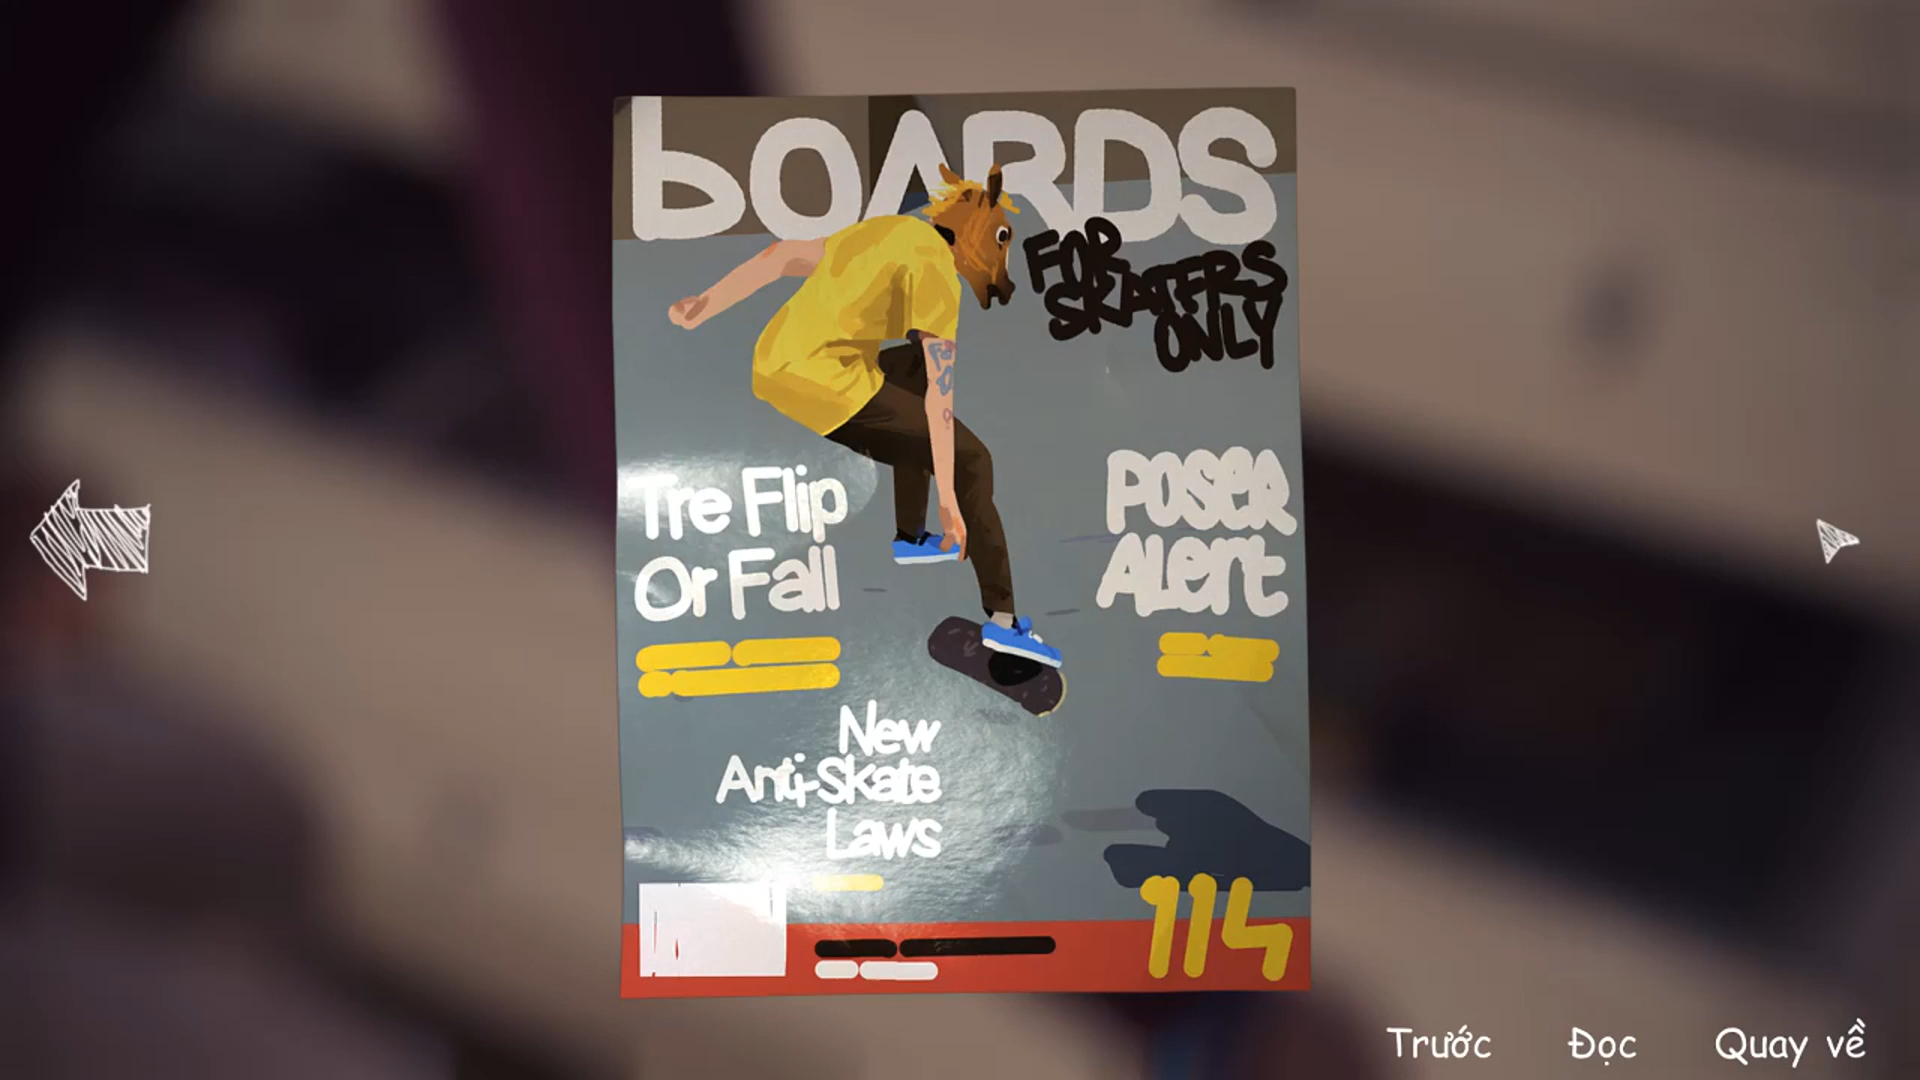 bOARDS
FOR
SKATERS
ONLY
Tre Flip
Or Fall
POSER
ALert
New
Anti-Skate
Laws
114
Trước
Đọc
Quay về